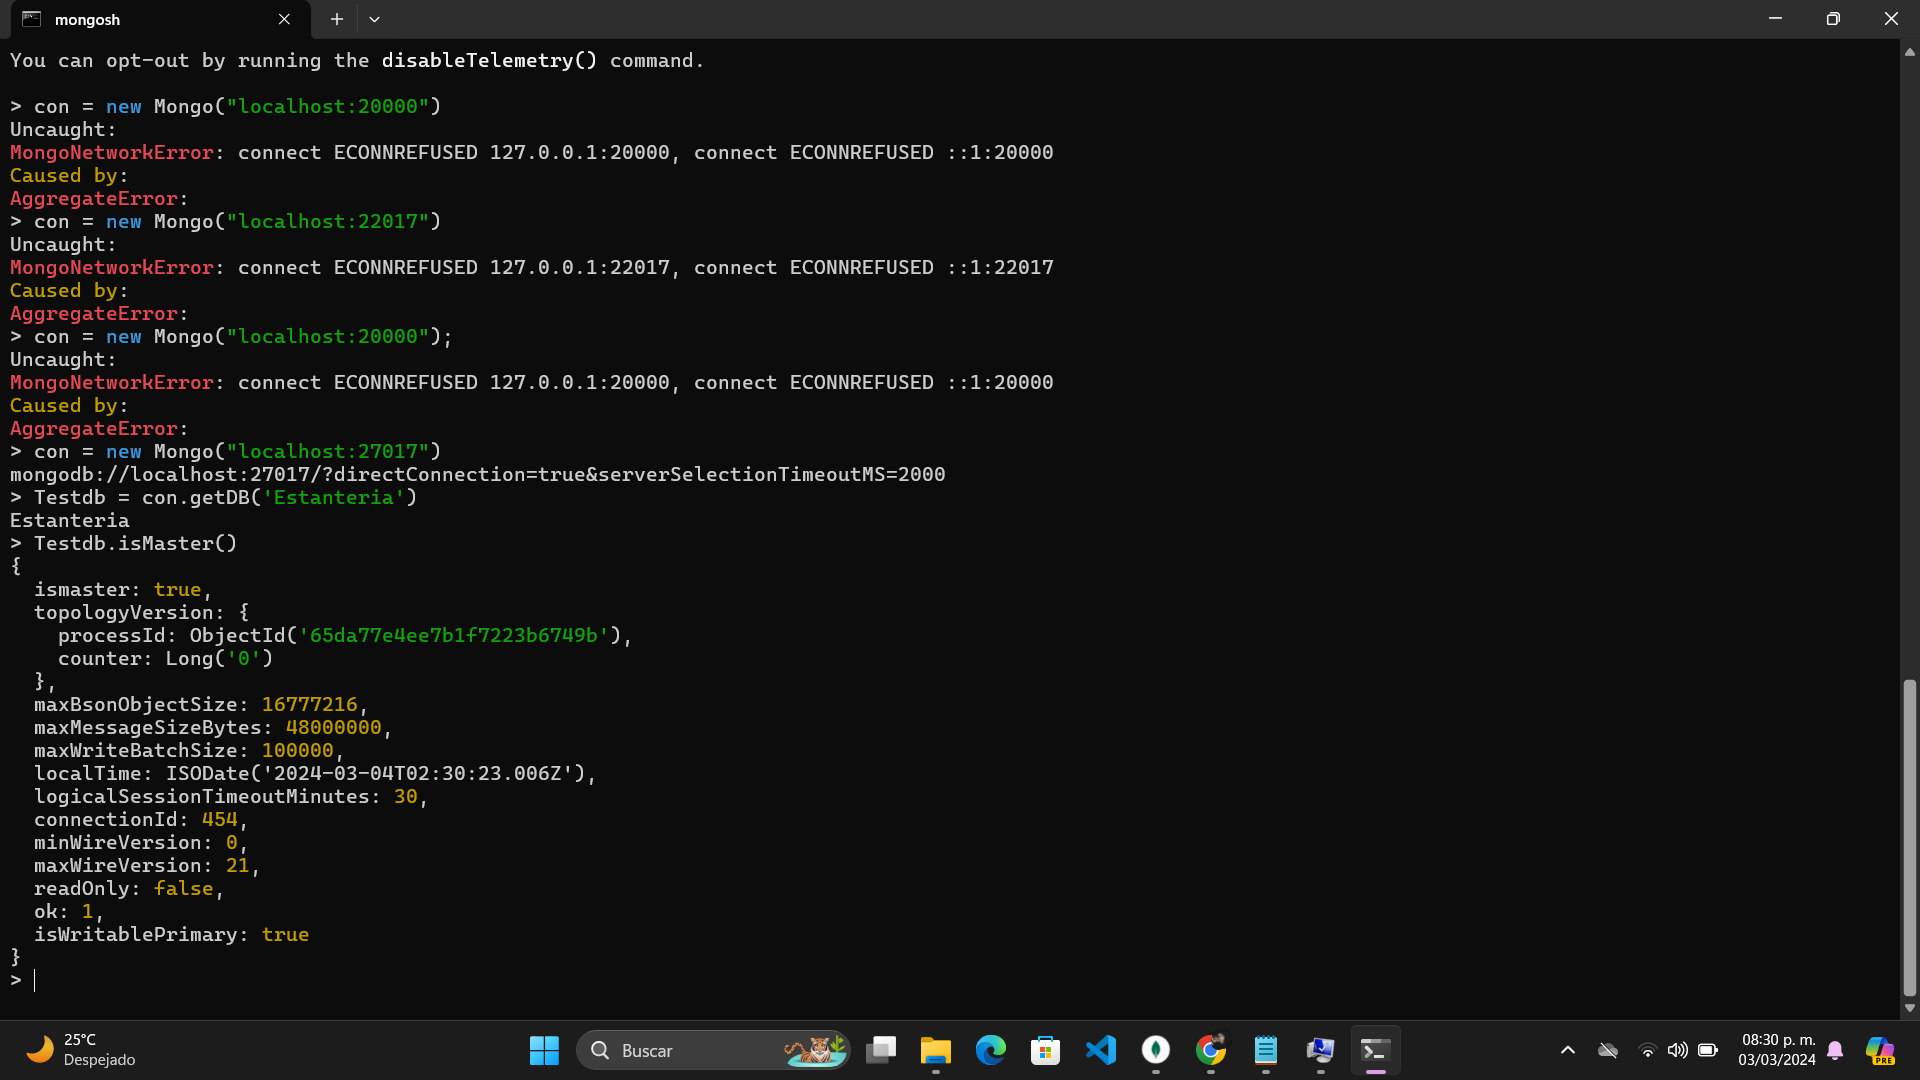 mongosh
You can opt-out by running the disableTelemetry() command.
> con = new Mongo("localhost:20000")
Uncaught:
MongoNetworkError: connect ECONNREFUSED 127.0.0.1:20000, connect ECONNREFUSED ::1:20000
Caused by:
AggregateError:
> con = new Mongo("localhost:22017")
Uncaught:
MongoNetworkError: connect ECONNREFUSED 127.0.0.1:22017, connect ECONNREFUSED ::1:22017
Caused by:
AggregateError:
> con = new Mongo("localhost:20000");
Uncaught:
MongoNetworkError: connect ECONNREFUSED 127.0.0.1:20000, connect ECONNREFUSED ::1:20000
Caused by:
AggregateError:
> con = new Mongo("localhost:27017")
mongodb://localhost:27017/?directConnection=true&serverSelectionTimeoutMS=2000
> Testdb = con.getDB('Estanteria')
Estanteria
> Testdb.isMaster()
{
  ismaster: true,
  topologyVersion: {
    processId: ObjectId('65da77e4ee7b1f7223b6749b'),
    counter: Long('0')
  },
  maxBsonObjectSize: 16777216,
  maxMessageSizeBytes: 48000000,
  maxWriteBatchSize: 100000,
  localTime: ISODate('2024-03-04T02:30:23.006Z'),
  logicalSessionTimeoutMinutes: 30,
  connectionId: 454,
  minWireVersion: 0,
  maxWireVersion: 21,
  readOnly: false,
  ok: 1,
  isWritablePrimary: true
}
>
25°C
Despejado
Buscar
08:30 p. m.
03/03/2024
PRE